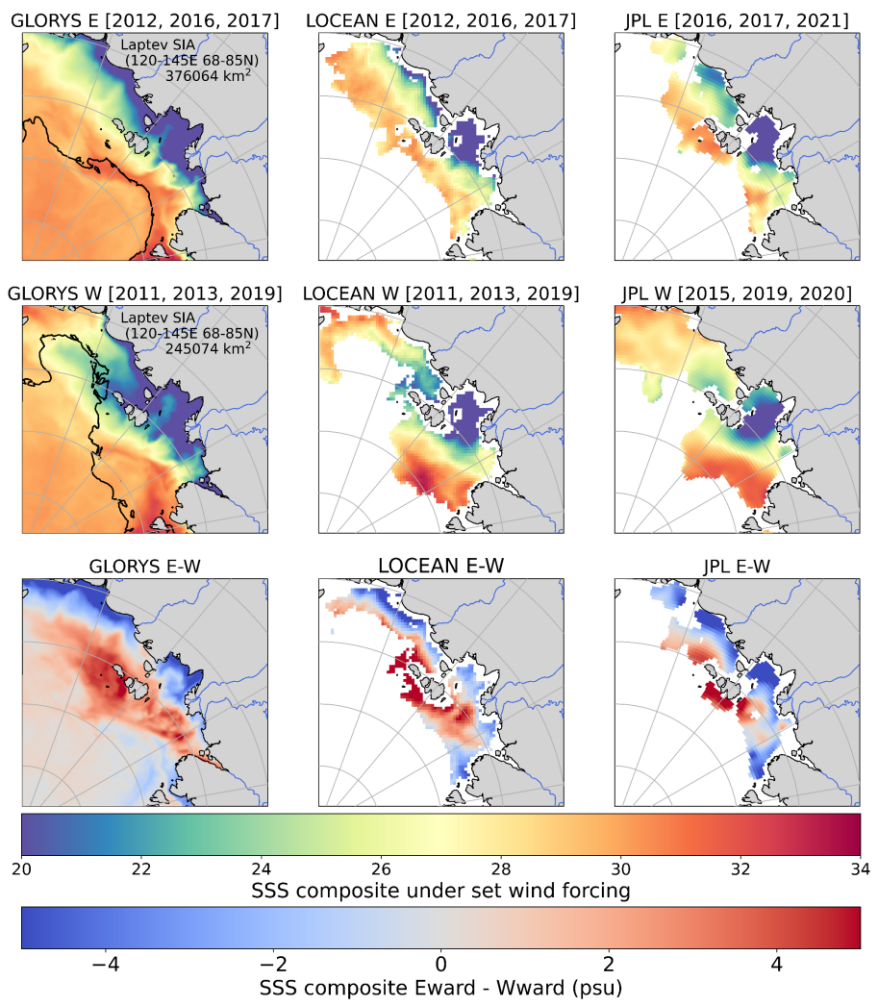 GLORYS E [2012, 2016, 2017]
LOCEAN E [2012, 2016, 2017]
JPL E [2016, 2017, 2021]
Laptev SIA
(120-145E 68-85N)
376064 km²
GLORYS W [2011, 2013, 2019]
LOCEAN W [2011, 2013, 2019]
JPL W [2015, 2019, 2020]
Laptev SIA
(120-145E 68-85N)
245074 km²
GLORYS E-W
LOCEAN E-W
JPL E-W
20 22 24 26 28 30 32 34
SSS composite under set wind forcing
−4 −2 0 2 4
SSS composite Eward - Wward (psu)